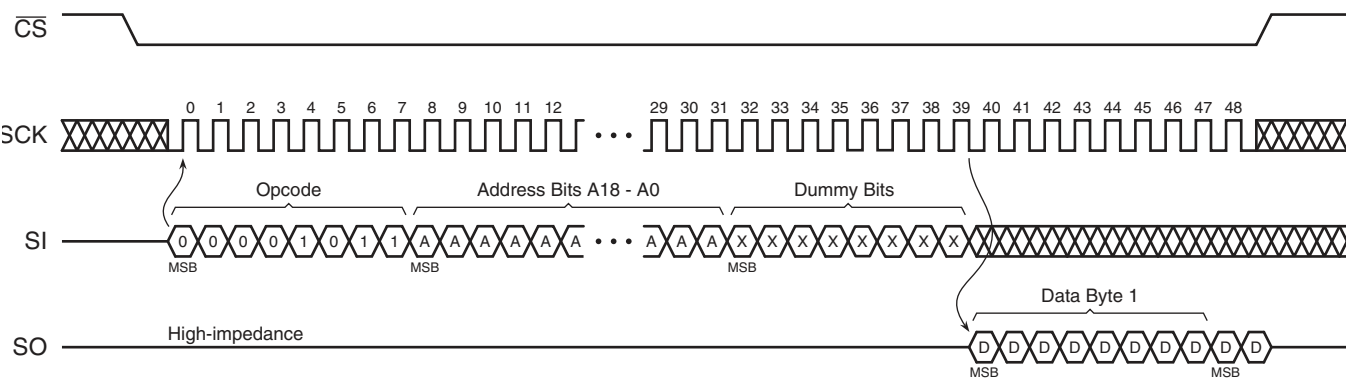 CS
0 1 2 3 4 5 6 7 8 9 10 11 12 29 30 31 32 33 34 35 36 37 38 39 40 41 42 43 44 45 46 47 48
SCK
Opcode Address Bits A18 - A0 Dummy Bits
SI 0 0 0 0 1 0 1 1 A A A A A A A A A X X X X X X X X
MSB MSB MSB
Data Byte 1
High-impedance
SO D D D D D D D D D D
MSB MSB